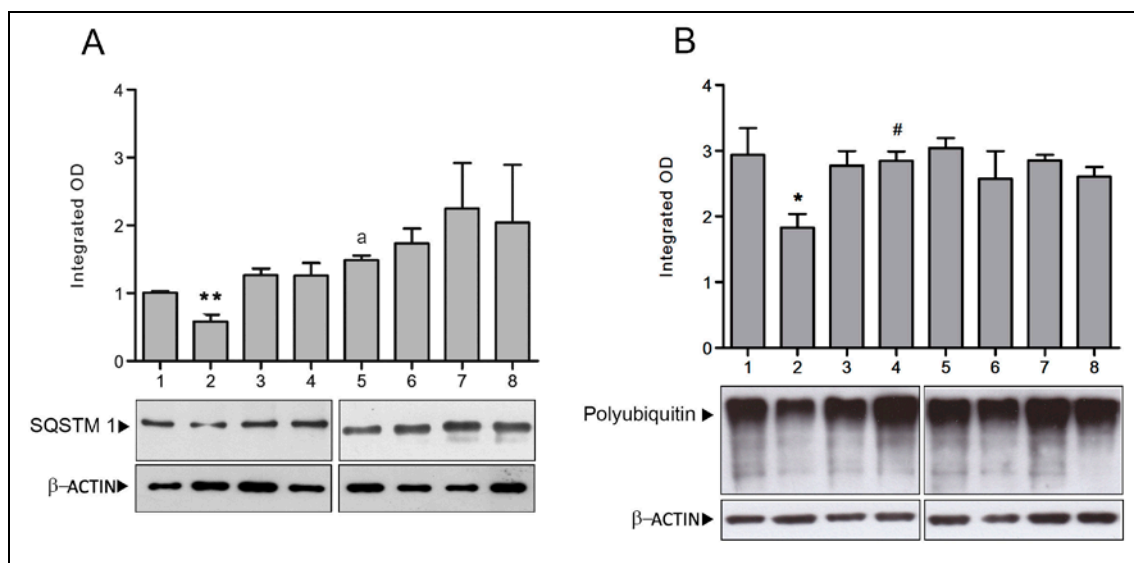 A
4
3
2
1
0
Integrated OD
**
a
1 2 3 4 5 6 7 8
SQSTM 1
β-ACTIN
B
4
3
2
1
0
Integrated OD
*
#
1 2 3 4 5 6 7 8
Polyubiquitin
β-ACTIN